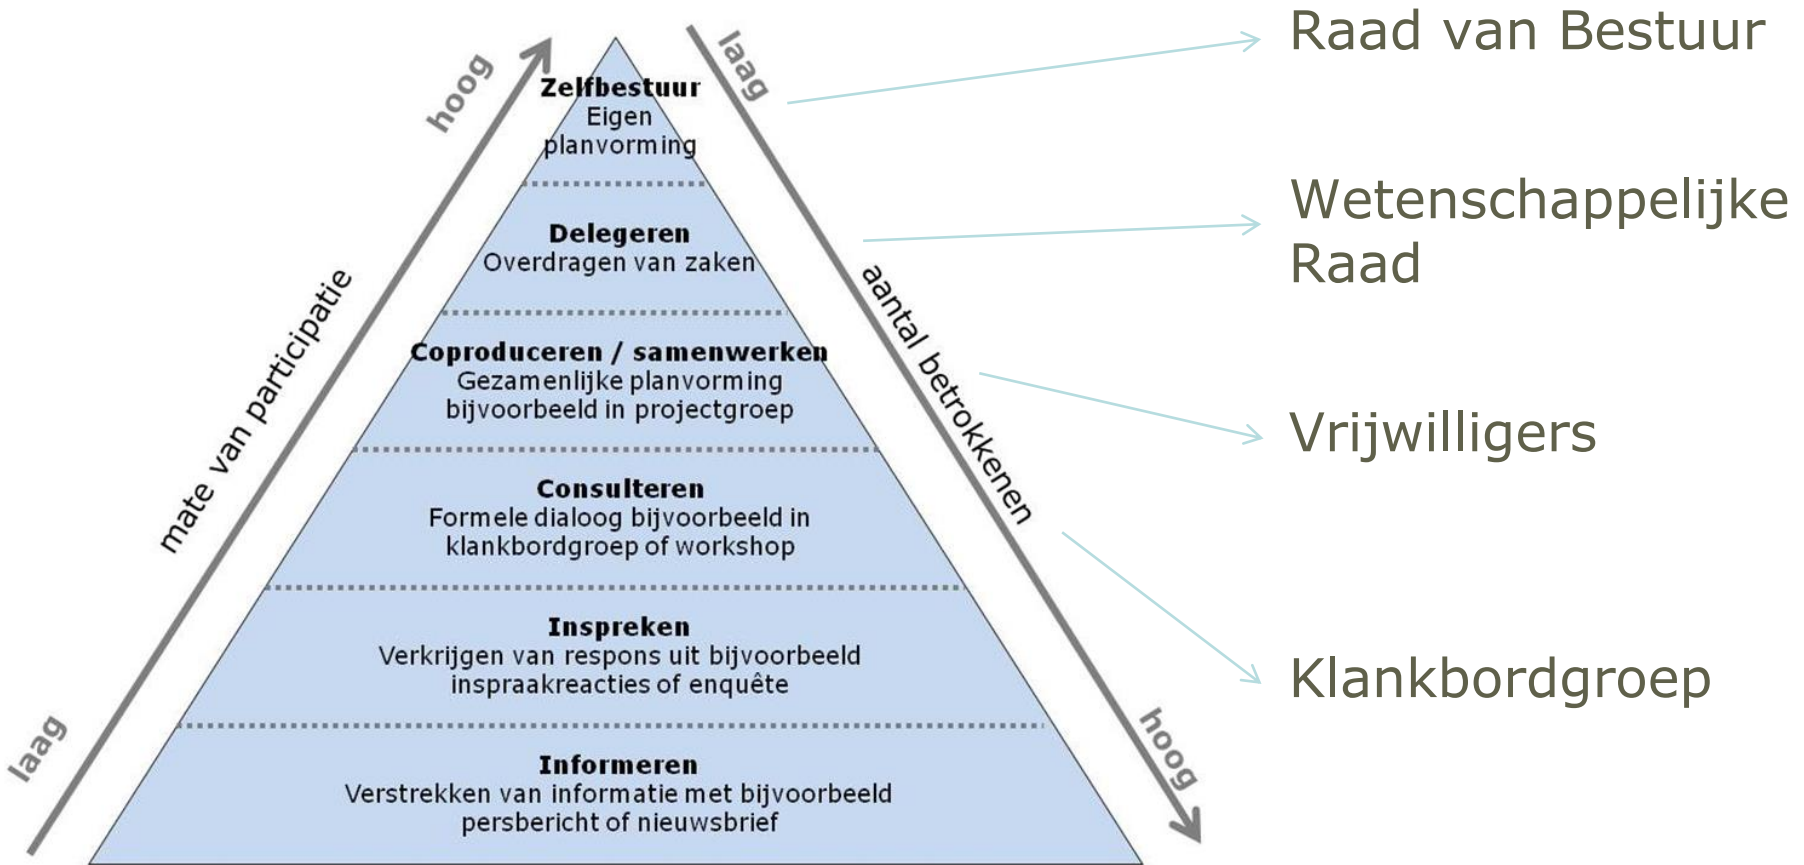 hoog
laag
Zelfbestuur
Eigen
planvorming
Delegeren
Overdragen van zaken
Coproduceren / samenwerken
Gezamenlijke planvorming
bijvoorbeeld in projectgroep
Consulteren
Formele dialoog bijvoorbeeld in
klankbordgroep of workshop
Inspreken
Verkrijgen van respons uit bijvoorbeeld
inspraakreacties of enquête
Informeren
Verstrekken van informatie met bijvoorbeeld
persbericht of nieuwsbrief
mate van participatie
laag
aantal betrokkenen
hoog
Raad van Bestuur
Wetenschappelijke
Raad
Vrijwilligers
Klankbordgroep